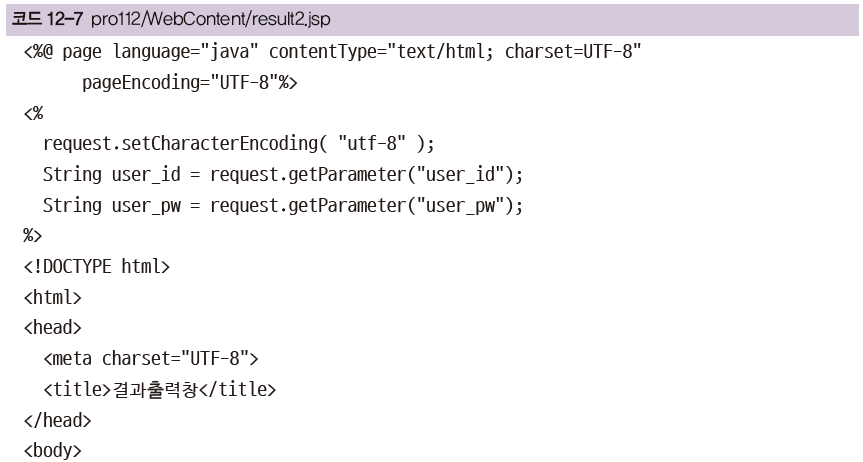 코드 12-7 pro112/WebContent/result2.jsp
<%@ page language="java" contentType="text/html; charset=UTF-8"
      pageEncoding="UTF-8"%>
<%
  request.setCharacterEncoding( "utf-8" );
  String user_id = request.getParameter("user_id");
  String user_pw = request.getParameter("user_pw");
%>
<!DOCTYPE html>
<html>
<head>
  <meta charset="UTF-8">
  <title>결과출력창</title>
</head>
<body>